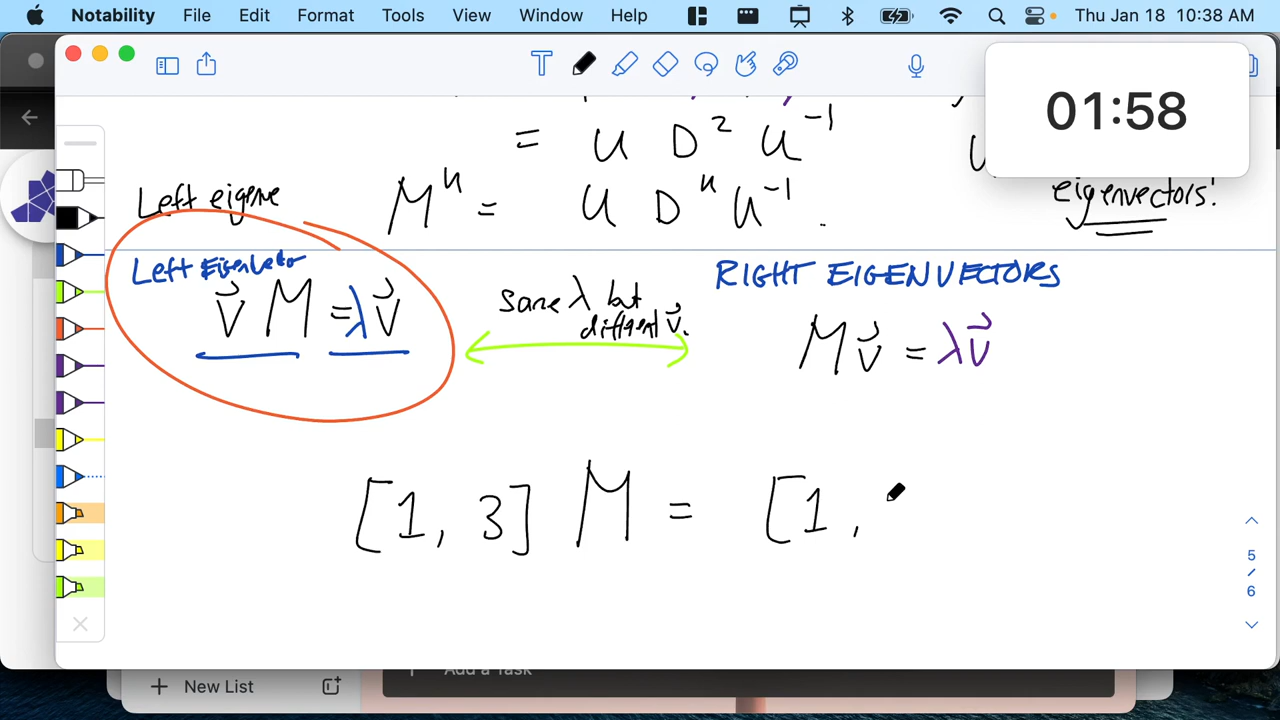 Notability File Edit Format Tools View Window Help Thu Jan 18 10:38 AM
01:58
= U D² U⁻¹
Left eigene Mⁿ = U Dⁿ U⁻¹ .
eigenvectors!
Left Eigenvector
v⃗ M = λv⃗
same λ but
different v⃗.
RIGHT EIGENVECTORS
Mv⃗ = λv⃗
[1, 3] M = [1,
5
/
6
New List
Add a Task